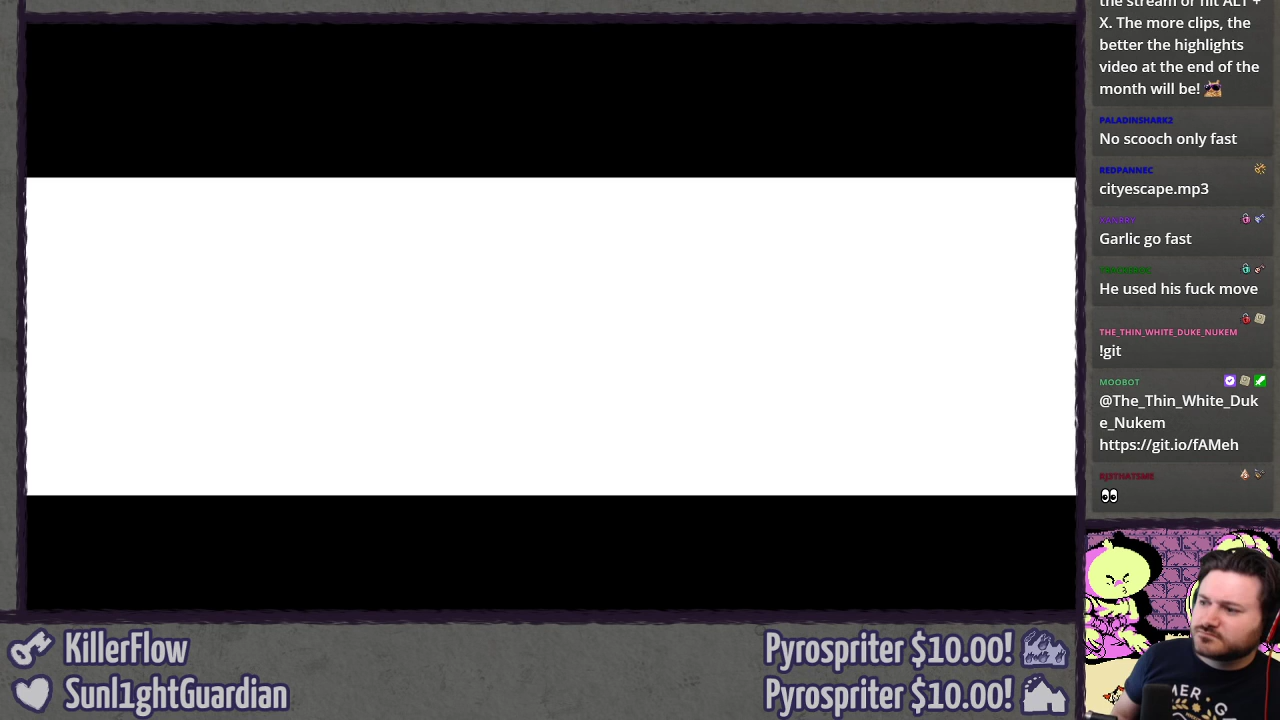 the stream or hit ALT +
X. The more clips, the
better the highlights
video at the end of the
month will be!
PALADINSHARK2
No scooch only fast
REDPANNEC
cityescape.mp3
Garlic go fast
He used his fuck move
THE_THIN_WHITE_DUKE_NUKEM
!git
MOOBOT
@The_Thin_White_Duk
e_Nukem
https://git.io/fAMeh
RJ3THATSME
KillerFlow
Sunl1ghtGuardian
Pyrospriter $10.00!
Pyrospriter $10.00!